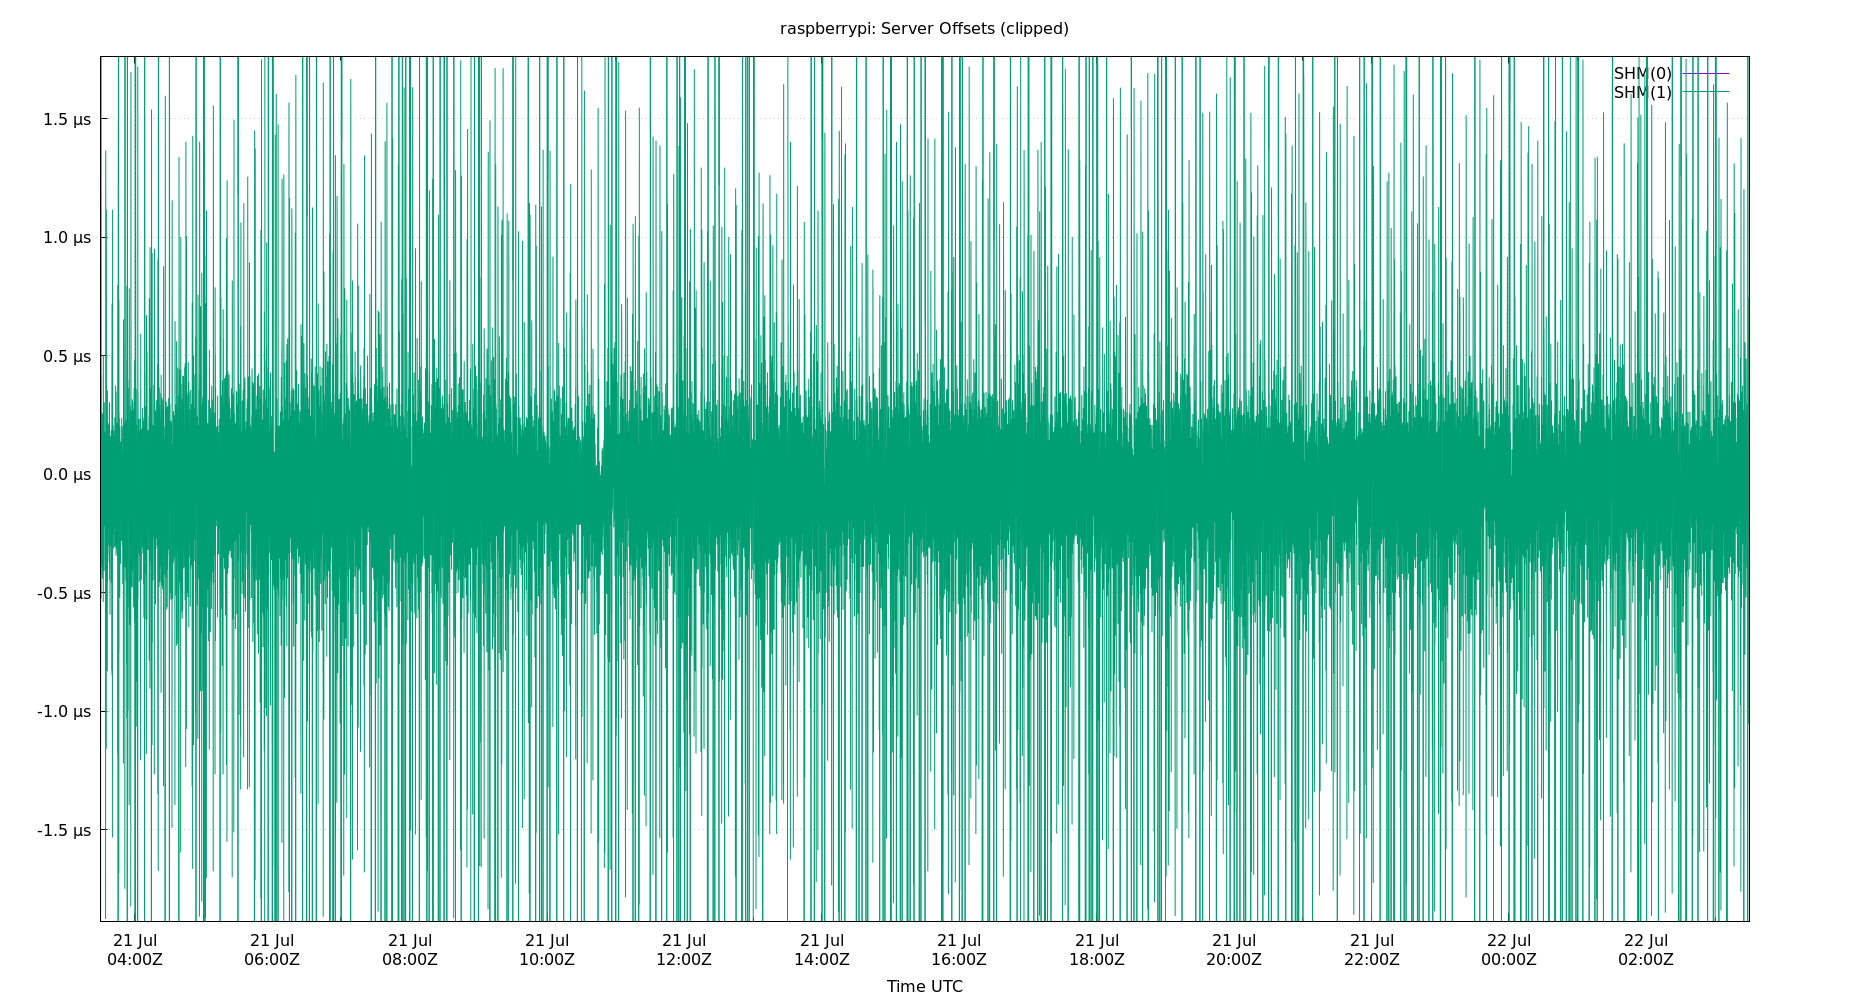 raspberrypi: Server Offsets (clipped)
SHM(0)
SHM(1)
1.5 µs
1.0 µs
0.5 µs
0.0 µs
-0.5 µs
-1.0 µs
-1.5 µs
21 Jul 21 Jul 21 Jul 21 Jul 21 Jul 21 Jul 21 Jul 21 Jul 21 Jul 21 Jul 22 Jul 22 Jul
04:00Z 06:00Z 08:00Z 10:00Z 12:00Z 14:00Z 16:00Z 18:00Z 20:00Z 22:00Z 00:00Z 02:00Z
Time UTC